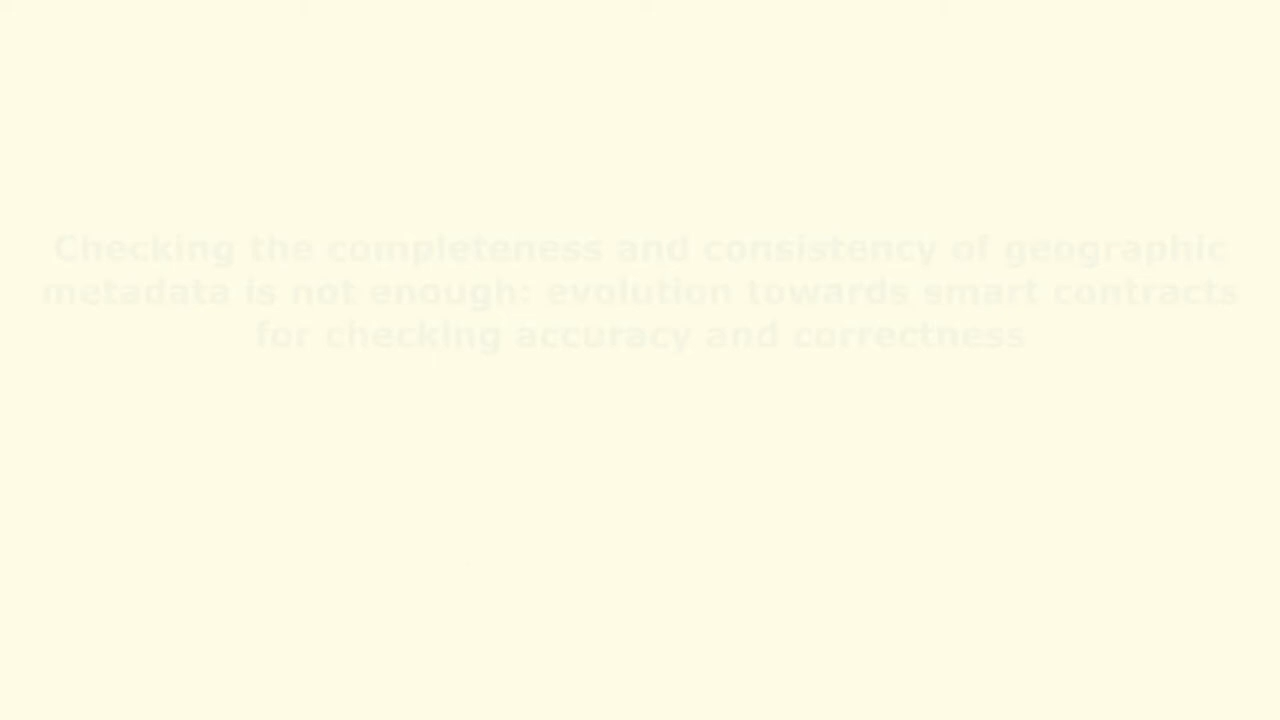 Checking the completeness and consistency of geographic
metadata is not enough: evolution towards smart contracts
for checking accuracy and correctness